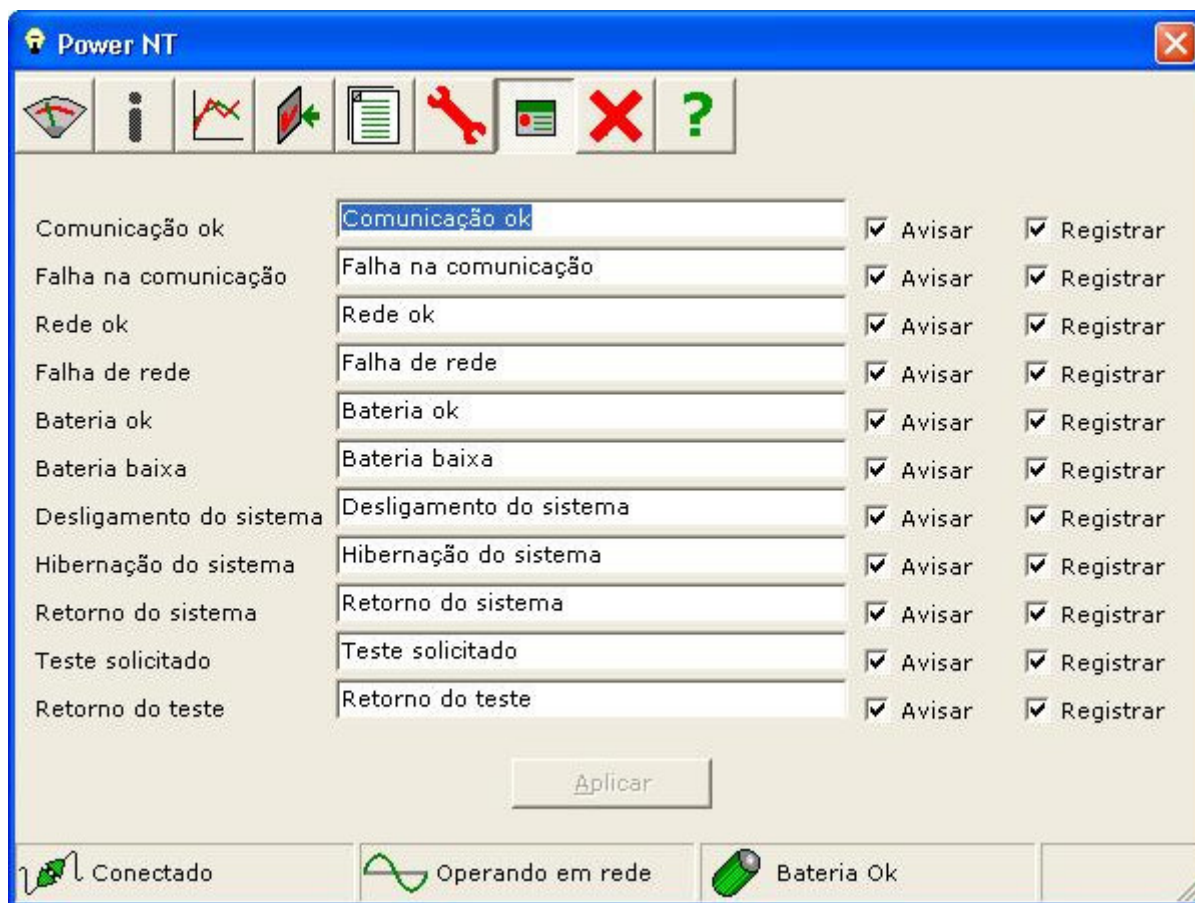 Power NT
Comunicação ok Comunicação ok Avisar Registrar
Falha na comunicação Falha na comunicação Avisar Registrar
Rede ok Rede ok Avisar Registrar
Falha de rede Falha de rede Avisar Registrar
Bateria ok Bateria ok Avisar Registrar
Bateria baixa Bateria baixa Avisar Registrar
Desligamento do sistema Desligamento do sistema Avisar Registrar
Hibernação do sistema Hibernação do sistema Avisar Registrar
Retorno do sistema Retorno do sistema Avisar Registrar
Teste solicitado Teste solicitado Avisar Registrar
Retorno do teste Retorno do teste Avisar Registrar
Aplicar
Conectado Operando em rede Bateria Ok